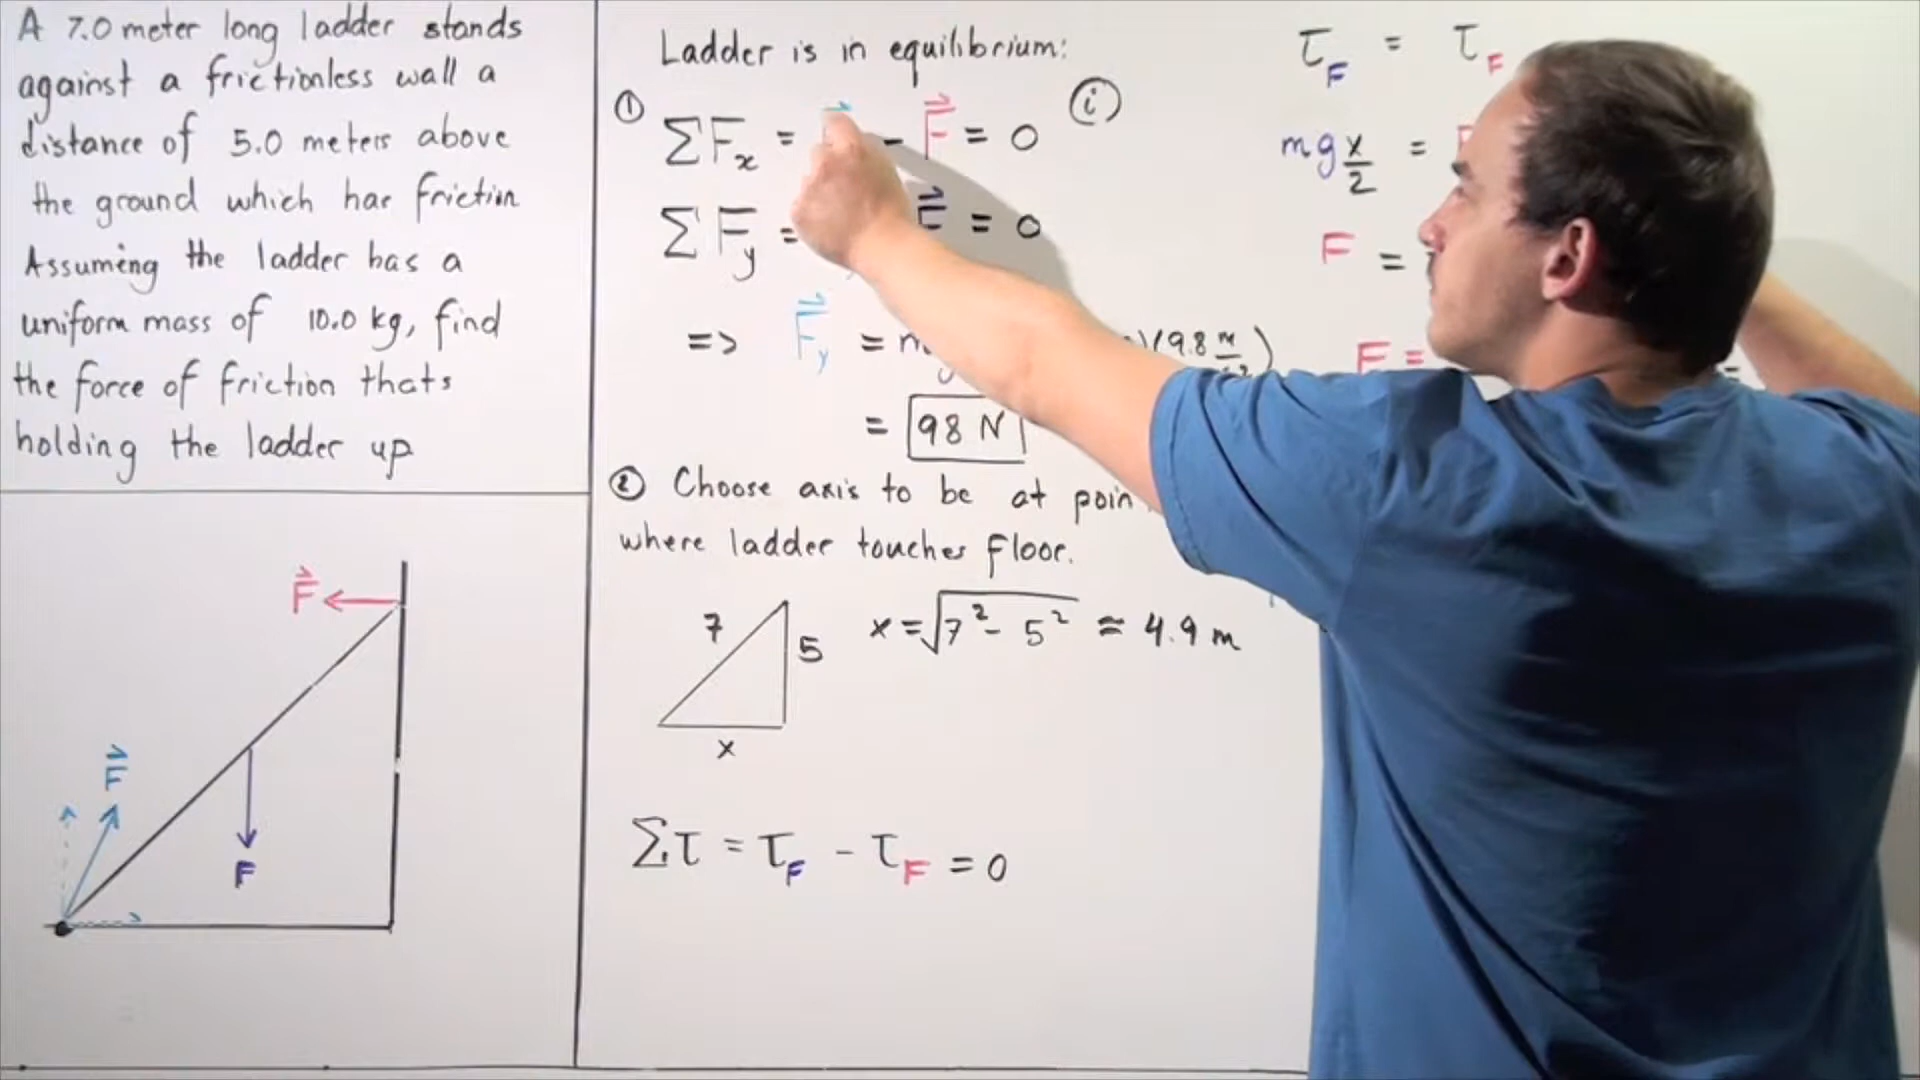 A 7.0 meter long ladder stands
against a frictionless wall a
distance of 5.0 meters above
the ground which has friction
Assuming the ladder has a
uniform mass of 10.0 kg, find
the force of friction thats
holding the ladder up
F
F
F
Ladder is in equilibrium:
① ΣFx = - F = 0
ΣFy = F = 0
=> Fy = m (9.8 m
= 98 N
② Choose axis to be at
where ladder touches floor.
7
5
x
x = √7² - 5² ≈ 4.9 m
Στ = τF - τF = 0
(i)
τF = τF
mg x/2 =
F =
F =